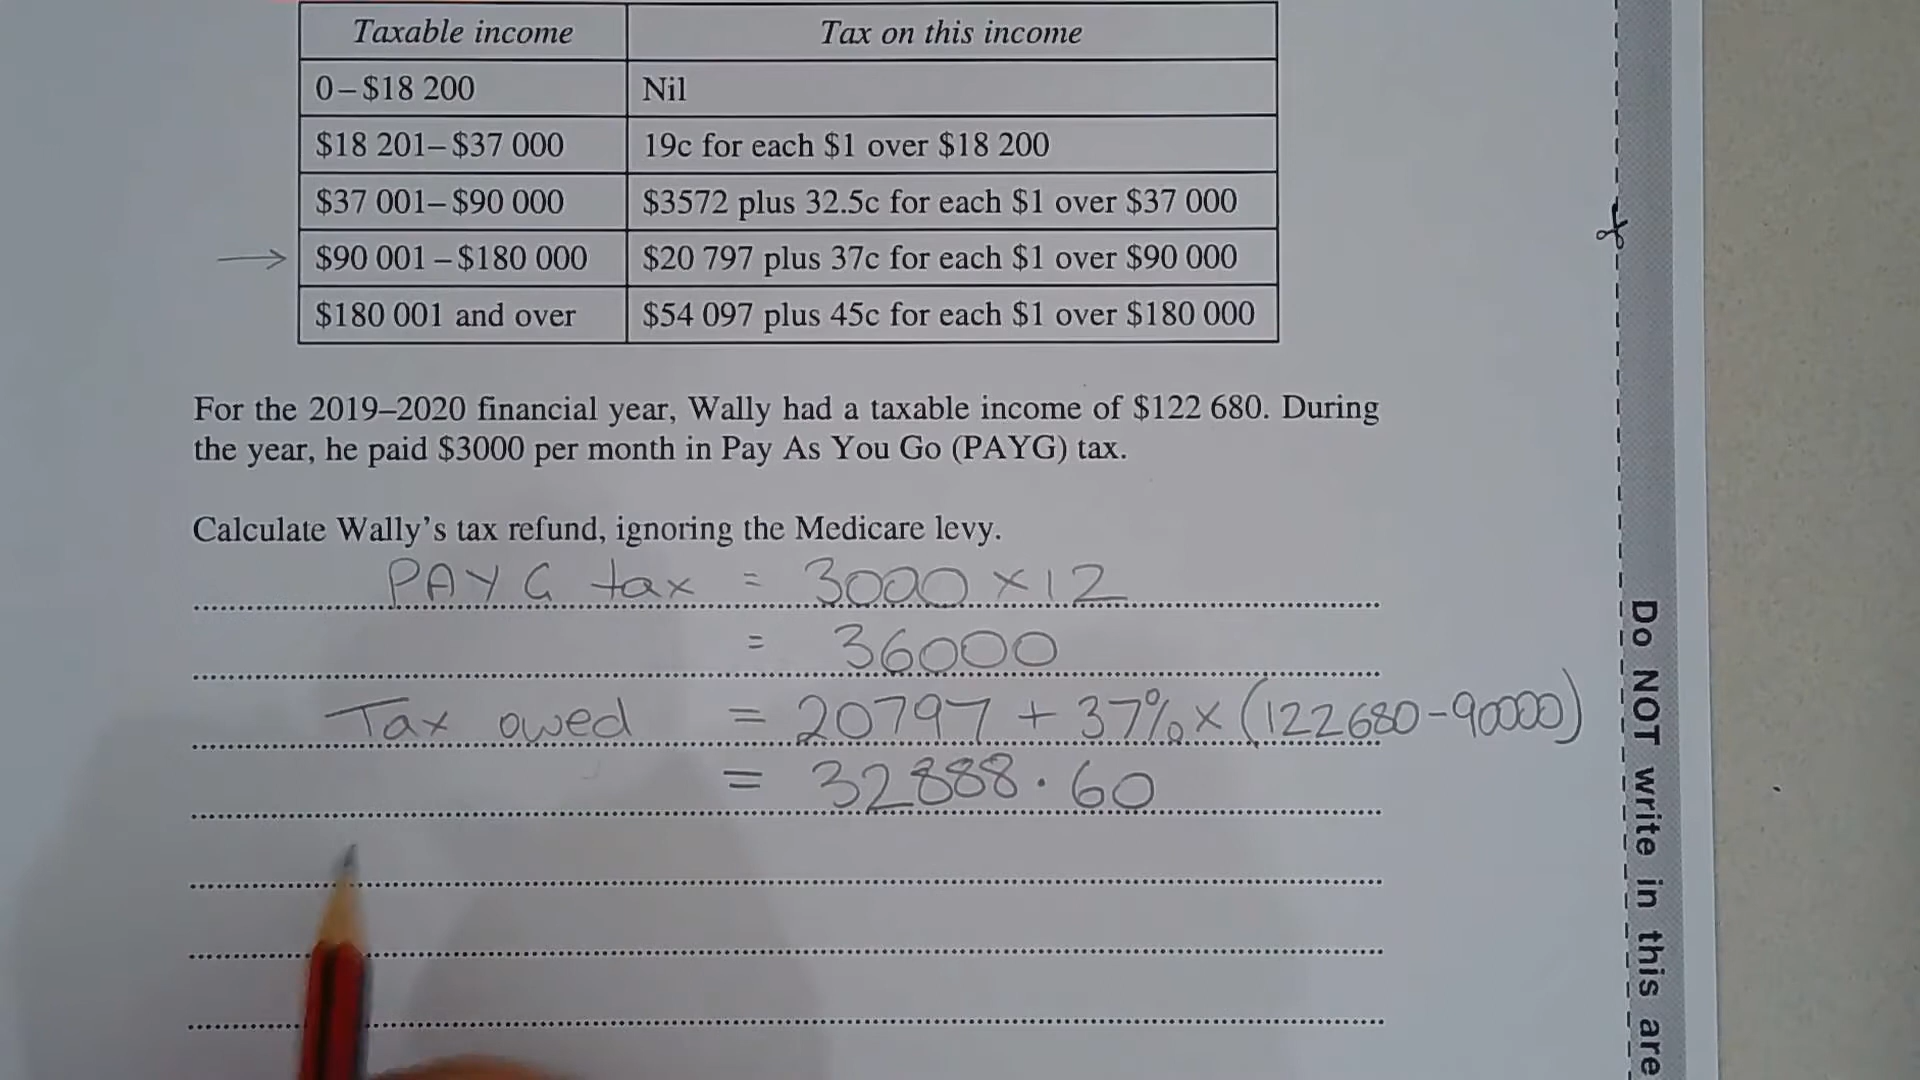 Taxable income Tax on this income
0–$18 200 Nil
$18 201–$37 000 19c for each $1 over $18 200
$37 001–$90 000 $3572 plus 32.5c for each $1 over $37 000
$90 001–$180 000 $20 797 plus 37c for each $1 over $90 000
$180 001 and over $54 097 plus 45c for each $1 over $180 000
For the 2019–2020 financial year, Wally had a taxable income of $122 680. During
the year, he paid $3000 per month in Pay As You Go (PAYG) tax.
Calculate Wally's tax refund, ignoring the Medicare levy.
PAYG tax = 3000 × 12
= 36000
Tax owed = 20797 + 37% × (122680-90000)
= 32888.60
Do NOT write in this are